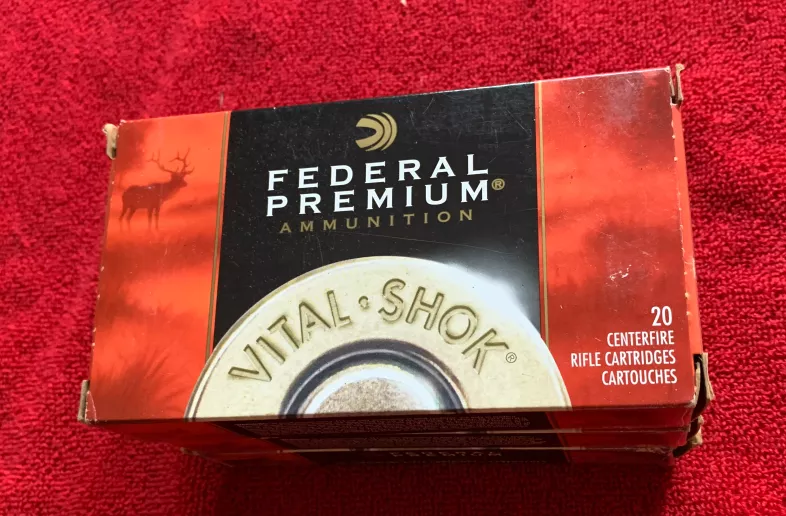 FEDERAL
PREMIUM®
AMMUNITION
VITAL·SHOK®
20
CENTERFIRE
RIFLE CARTRIDGES
CARTOUCHES